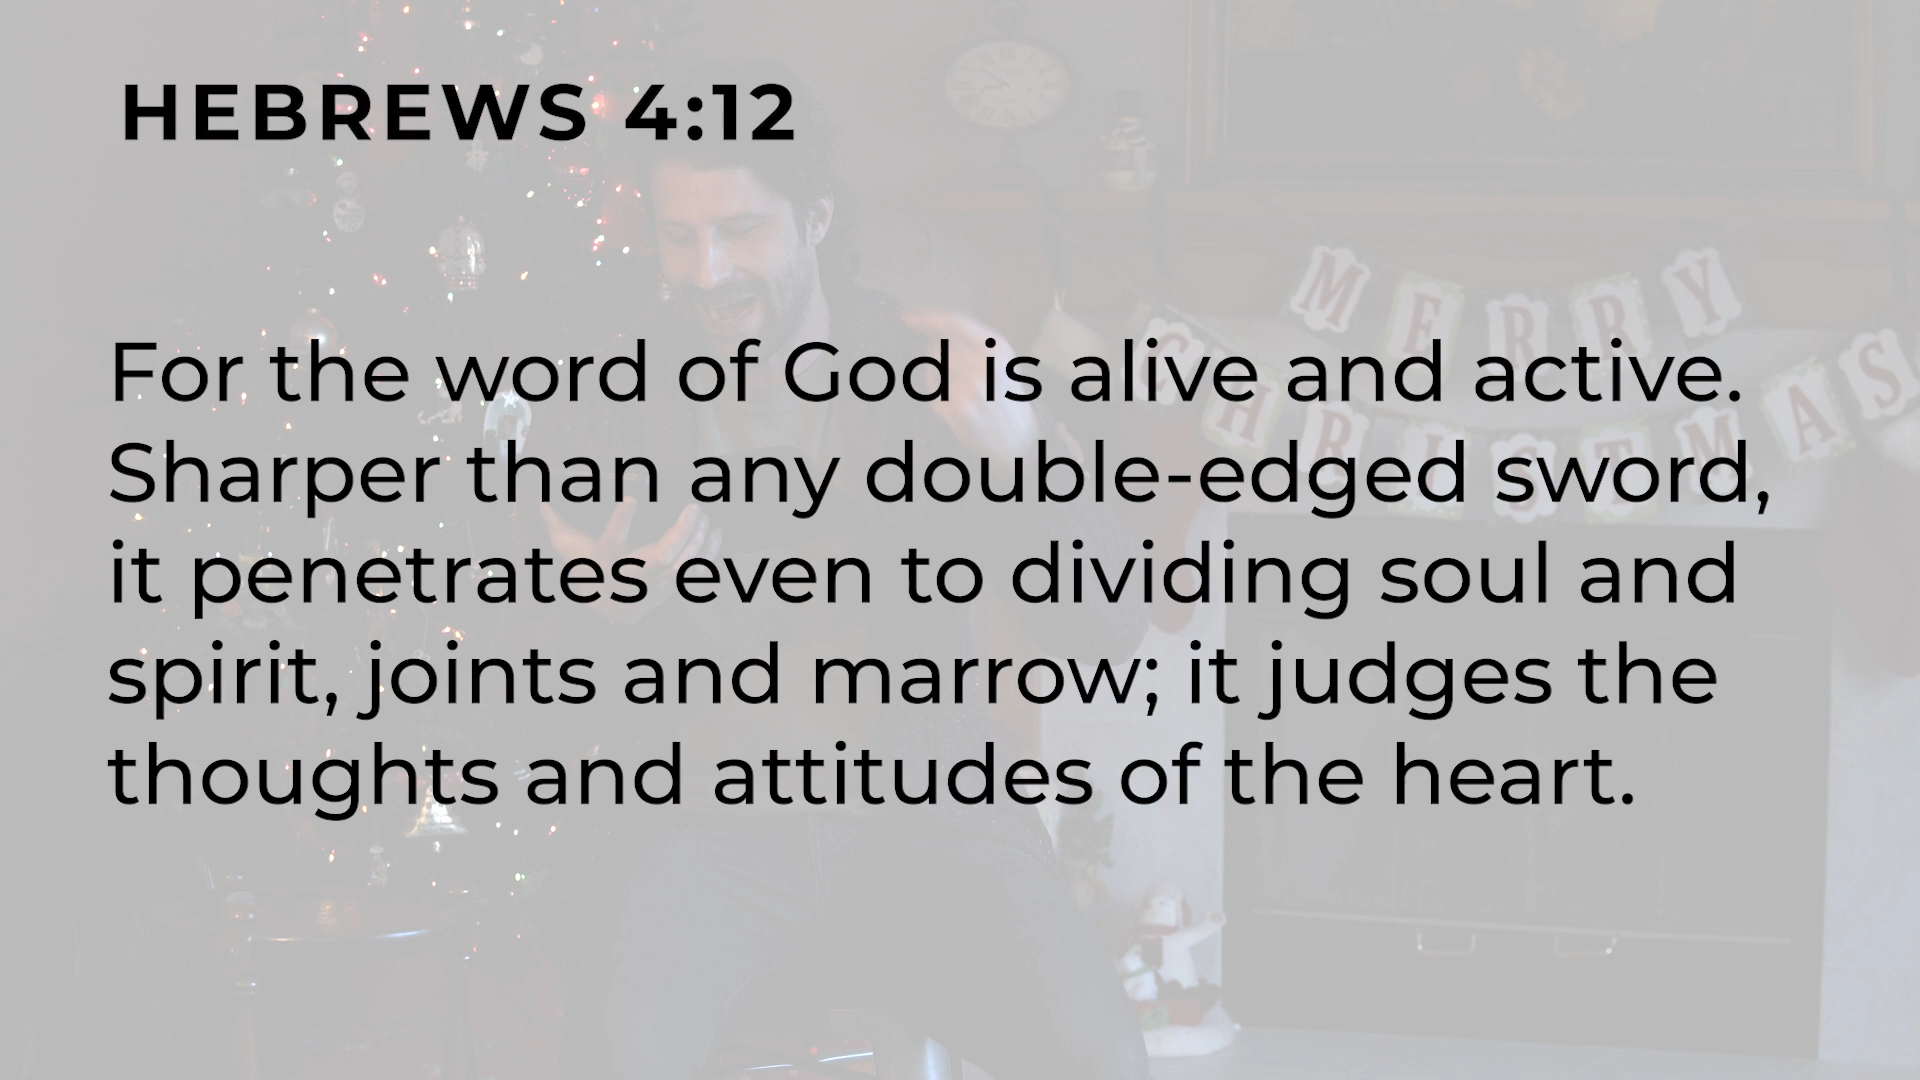 HEBREWS 4:12
MERRY
CHRISTMAS
For the word of God is alive and active.
Sharper than any double-edged sword,
it penetrates even to dividing soul and
spirit, joints and marrow; it judges the
thoughts and attitudes of the heart.